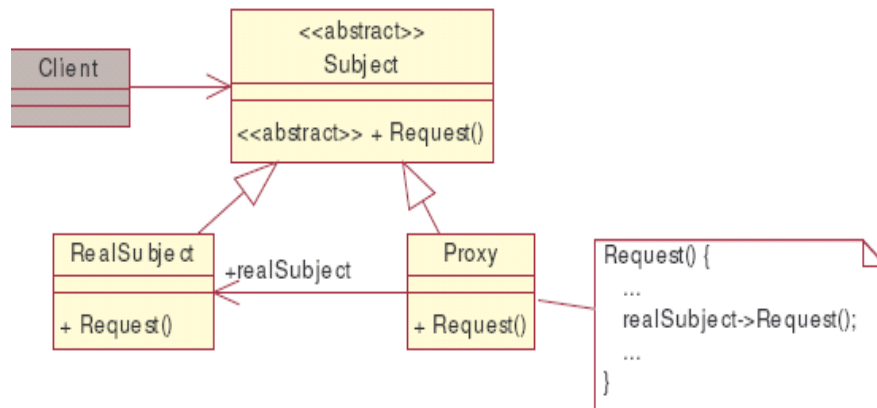 <<abstract>>
Subject
Client
<<abstract>> + Request()
RealSubject
+ Request()
+realSubject
Proxy
+ Request()
Request() {
...
realSubject->Request();
...
}